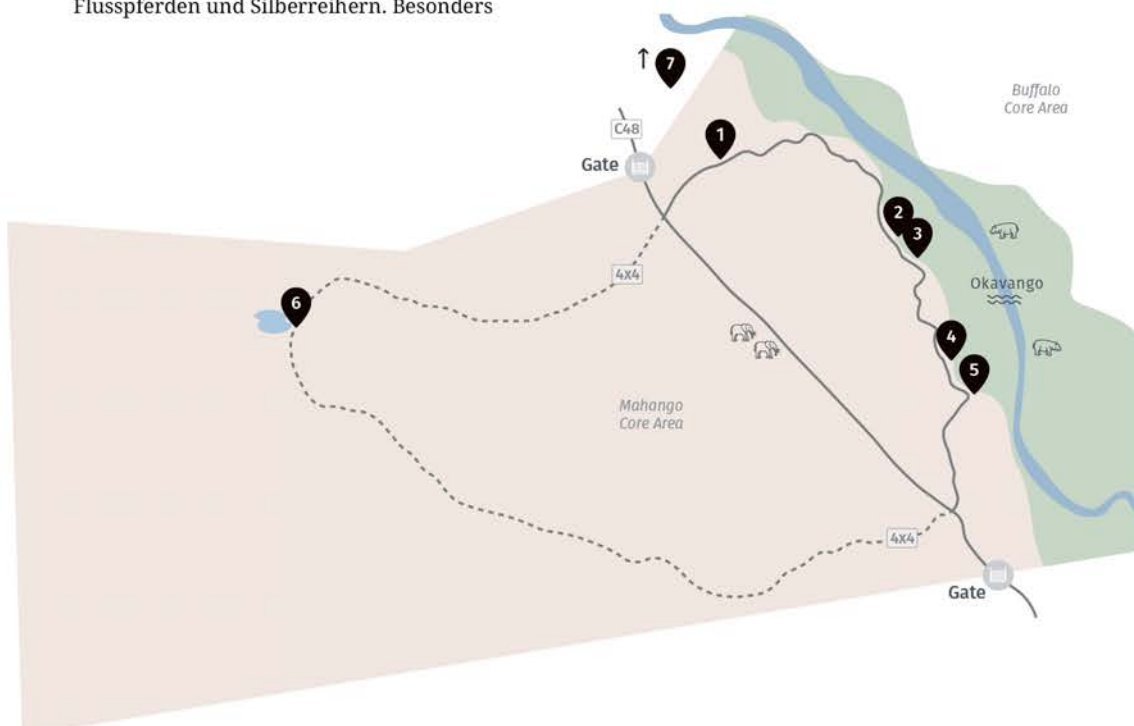 Flusspferden und Silberreihern. Besonders
7
Buffalo
Core Area
C48
1
Gate
2
3
4x4
Okavango
6
4
5
Mahango
Core Area
4x4
Gate